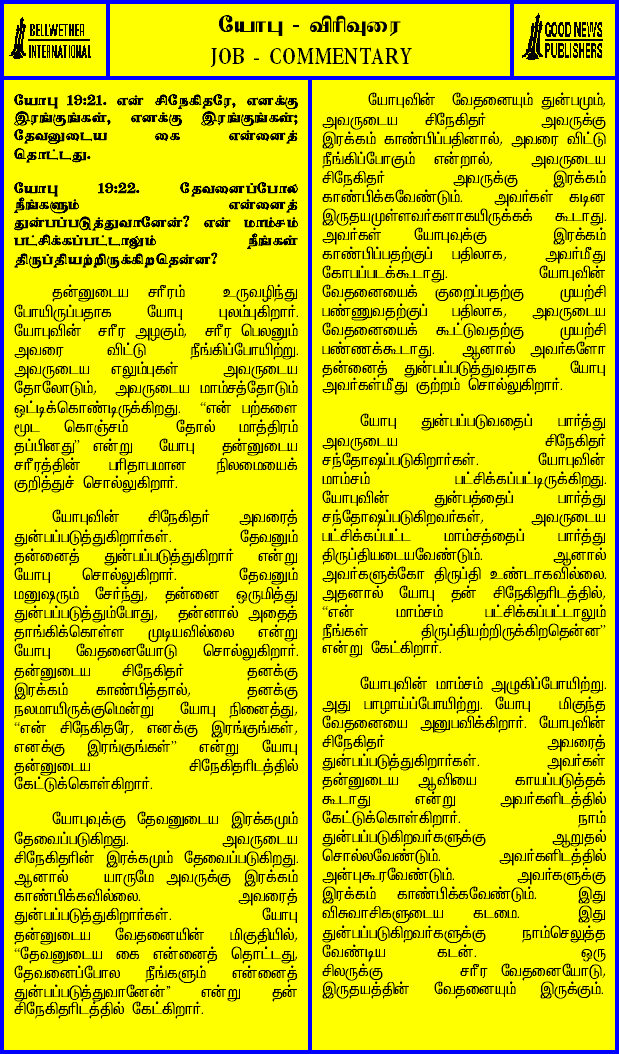 BELLWETHER
INTERNATIONAL
யோபு - விரிவுரை
JOB - COMMENTARY
GOOD NEWS
PUBLISHERS
யோபு 19:21. என் சிநேகிதரே, எனக்கு
இரங்குங்கள், எனக்கு இரங்குங்கள்;
தேவனுடைய கை என்னைத்
தொட்டது.
யோபு 19:22. தேவனைப்போல
நீங்களும் என்னைத்
துன்பப்படுத்துவானேன்? என் மாம்சம்
பட்சிக்கப்பட்டாலும் நீங்கள்
திருப்தியற்றிருக்கிறதென்ன?
தன்னுடைய சரீரம் உருவழிந்து
போயிருப்பதாக யோபு புலம்புகிறார்.
யோபுவின் சரீர அழகும், சரீர பெலனும்
அவரை விட்டு நீங்கிப்போயிற்று.
அவருடைய எலும்புகள் அவருடைய
தோலோடும், அவருடைய மாம்சத்தோடும்
ஒட்டிக்கொண்டிருக்கிறது. “என் பற்களை
மூட கொஞ்சம் தோல் மாத்திரம்
தப்பினது” என்று யோபு தன்னுடைய
சரீரத்தின் பரிதாபமான நிலமையைக்
குறித்துச் சொல்லுகிறார்.
யோபுவின் சிநேகிதர் அவரைத்
துன்பப்படுத்துகிறார்கள். தேவனும்
தன்னைத் துன்பப்படுத்துகிறார் என்று
யோபு சொல்லுகிறார். தேவனும்
மனுஷரும் சேர்ந்து, தன்னை ஒருமித்து
துன்பப்படுத்தும்போது, தன்னால் அதைத்
தாங்கிக்கொள்ள முடியவில்லை என்று
யோபு வேதனையோடு சொல்லுகிறார்.
தன்னுடைய சிநேகிதர் தனக்கு
இரக்கம் காண்பித்தால், தனக்கு
நலமாயிருக்குமென்று யோபு நினைத்து,
“என் சிநேகிதரே, எனக்கு இரங்குங்கள்,
எனக்கு இரங்குங்கள்” என்று யோபு
தன்னுடைய சிநேகிதரிடத்தில்
கேட்டுக்கொள்கிறார்.
யோபுவுக்கு தேவனுடைய இரக்கமும்
தேவைப்படுகிறது. அவருடைய
சிநேகிதரின் இரக்கமும் தேவைப்படுகிறது.
ஆனால் யாருமே அவருக்கு இரக்கம்
காண்பிக்கவில்லை. அவரைத்
துன்பப்படுத்துகிறார்கள். யோபு
தன்னுடைய வேதனையின் மிகுதியில்,
“தேவனுடைய கை என்னைத் தொட்டது,
தேவனைப்போல நீங்களும் என்னைத்
துன்பப்படுத்துவானேன்” என்று தன்
சிநேகிதரிடத்தில் கேட்கிறார்.
யோபுவின் வேதனையும் துன்பமும்,
அவருடைய சிநேகிதர் அவருக்கு
இரக்கம் காண்பிப்பதினால், அவரை விட்டு
நீங்கிப்போகும் என்றால், அவருடைய
சிநேகிதர் அவருக்கு இரக்கம்
காண்பிக்கவேண்டும். அவர்கள் கடின
இருதயமுள்ளவர்களாகயிருக்கக் கூடாது.
அவர்கள் யோபுவுக்கு இரக்கம்
காண்பிப்பதற்குப் பதிலாக, அவர்மீது
கோபப்படக்கூடாது. யோபுவின்
வேதனையைக் குறைப்பதற்கு முயற்சி
பண்ணுவதற்குப் பதிலாக, அவருடைய
வேதனையைக் கூட்டுவதற்கு முயற்சி
பண்ணக்கூடாது. ஆனால் அவர்களோ
தன்னைத் துன்பப்படுத்துவதாக யோபு
அவர்கள்மீது குற்றம் சொல்லுகிறார்.
யோபு துன்பப்படுவதைப் பார்த்து
அவருடைய சிநேகிதர்
சந்தோஷப்படுகிறார்கள். யோபுவின்
மாம்சம் பட்சிக்கப்பட்டிருக்கிறது.
யோபுவின் துன்பத்தைப் பார்த்து
சந்தோஷப்படுகிறவர்கள், அவருடைய
பட்சிக்கப்பட்ட மாம்சத்தைப் பார்த்து
திருப்தியடையவேண்டும். ஆனால்
அவர்களுக்கோ திருப்தி உண்டாகவில்லை.
அதனால் யோபு தன் சிநேகிதரிடத்தில்,
“என் மாம்சம் பட்சிக்கப்பட்டாலும்
நீங்கள் திருப்தியற்றிருக்கிறதென்ன”
என்று கேட்கிறார்.
யோபுவின் மாம்சம் அழுகிப்போயிற்று.
அது பாழாய்ப்போயிற்று. யோபு மிகுந்த
வேதனையை அனுபவிக்கிறார். யோபுவின்
சிநேகிதர் அவரைத்
துன்பப்படுத்துகிறார்கள். அவர்கள்
தன்னுடைய ஆவியை காயப்படுத்தக்
கூடாது என்று அவர்களிடத்தில்
கேட்டுக்கொள்கிறார். நாம்
துன்பப்படுகிறவர்களுக்கு ஆறுதல்
சொல்லவேண்டும். அவர்களிடத்தில்
அன்புகூரவேண்டும். அவர்களுக்கு
இரக்கம் காண்பிக்கவேண்டும். இது
விசுவாசிகளுடைய கடமை. இது
துன்பப்படுகிறவர்களுக்கு நாம்செலுத்த
வேண்டிய கடன். ஒரு
சிலருக்கு சரீர வேதனையோடு,
இருதயத்தின் வேதனையும் இருக்கும்.